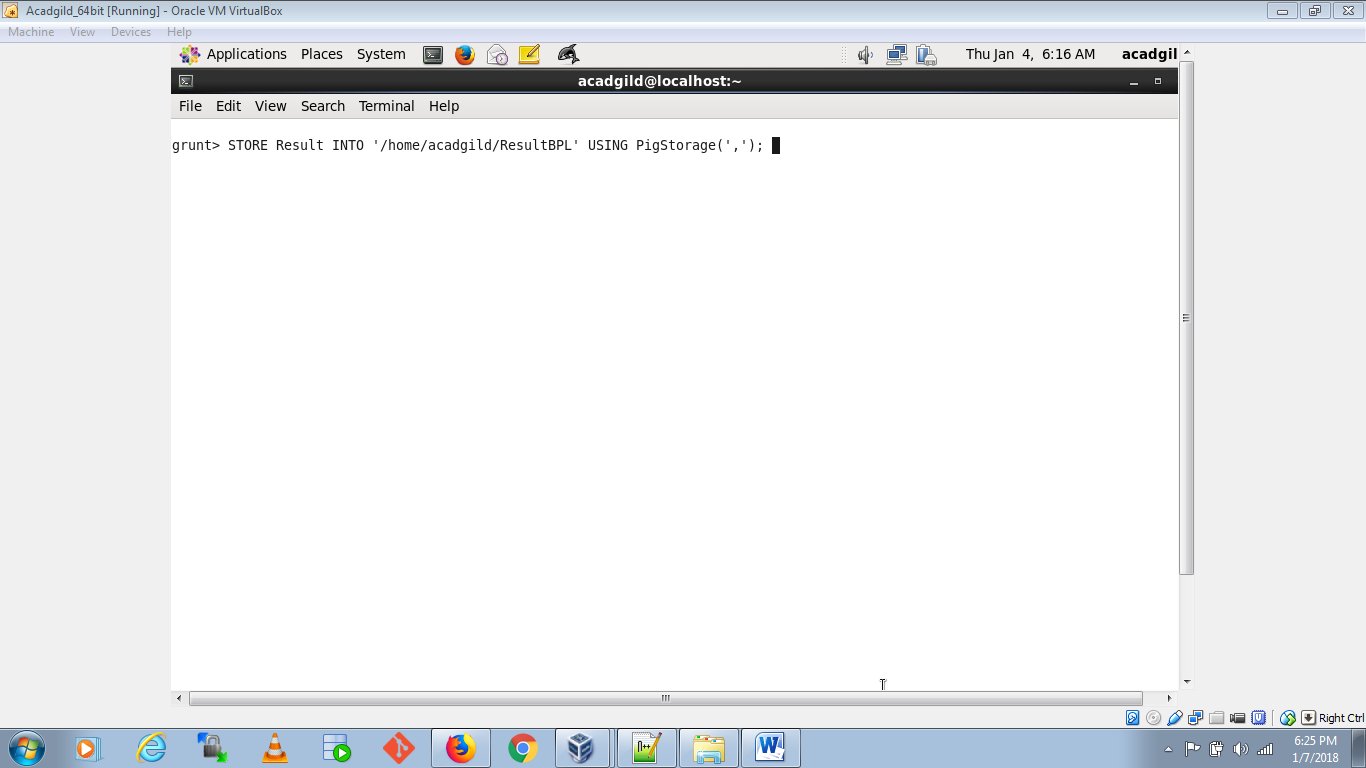 Acadgild_64bit [Running] - Oracle VM VirtualBox
Machine View Devices Help
Applications Places System Thu Jan 4, 6:16 AM acadgil
acadgild@localhost:~
File Edit View Search Terminal Help
grunt> STORE Result INTO '/home/acadgild/ResultBPL' USING PigStorage(',');
Right Ctrl
6:25 PM
1/7/2018